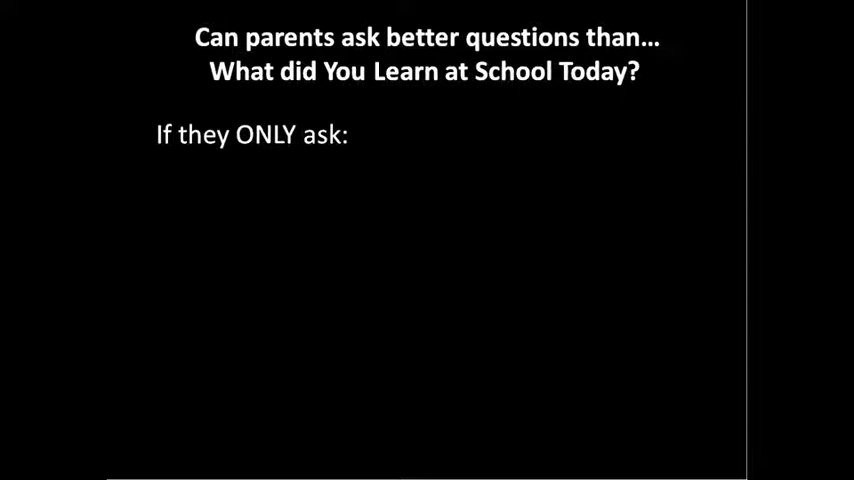 Can parents ask better questions than...
What did You Learn at School Today?
If they ONLY ask: